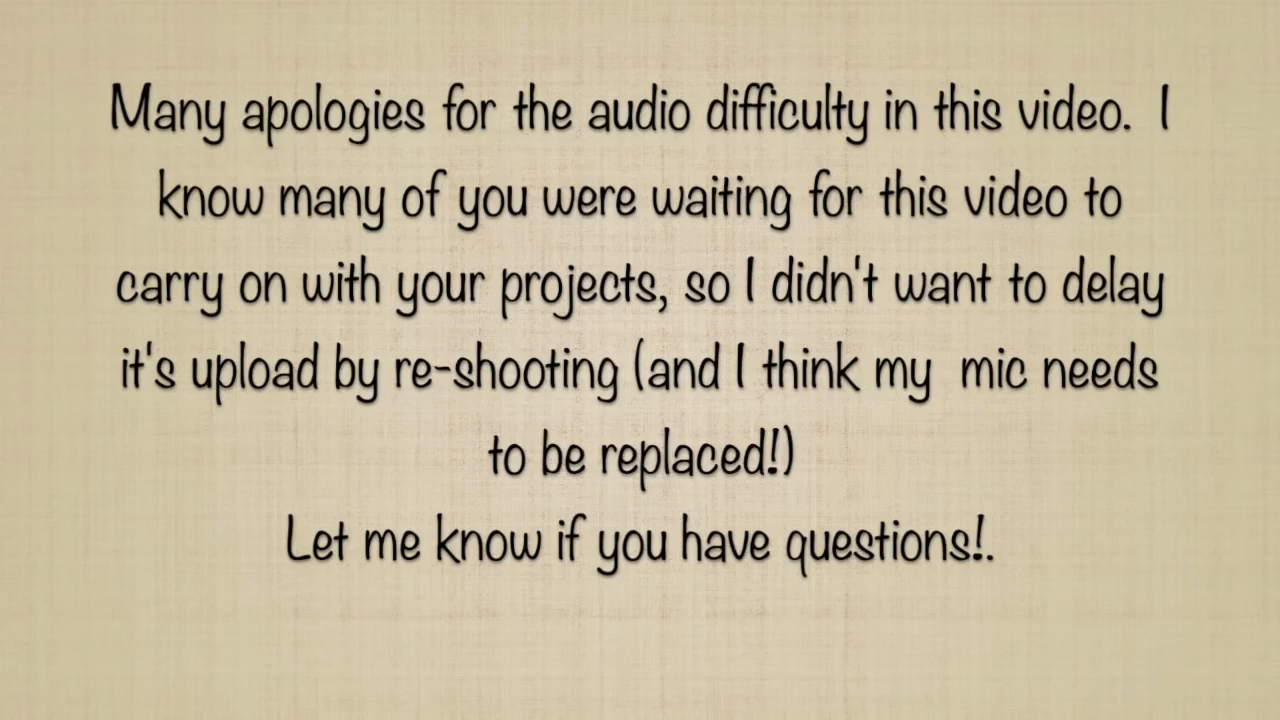 Many apologies for the audio difficulty in this video.  I
know many of you were waiting for this video to
carry on with your projects, so I didn't want to delay
it's upload by re-shooting (and I think my  mic needs
to be replaced!)
Let me know if you have questions!.